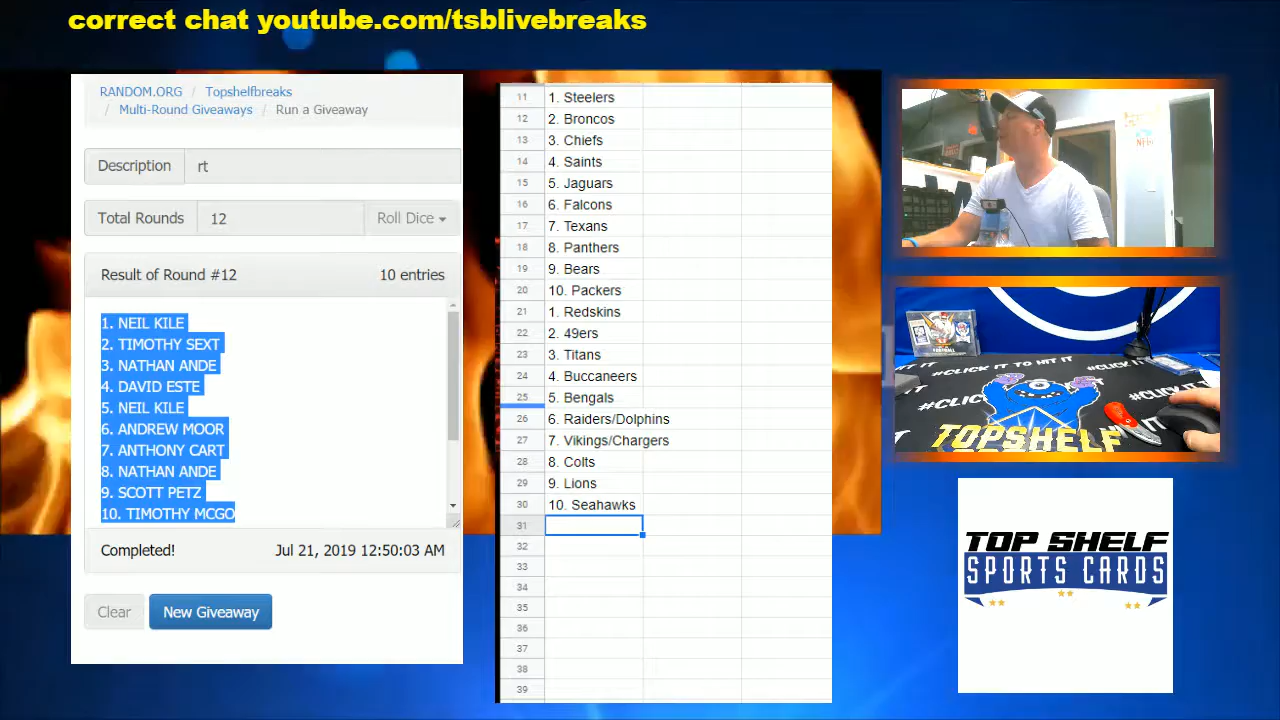 correct chat youtube.com/tsblivebreaks
RANDOM.ORG / Topshelfbreaks
/ Multi-Round Giveaways / Run a Giveaway
Description rt
Total Rounds 12 Roll Dice
Result of Round #12 10 entries
1. NEIL KILE
2. TIMOTHY SEXT
3. NATHAN ANDE
4. DAVID ESTE
5. NEIL KILE
6. ANDREW MOOR
7. ANTHONY CART
8. NATHAN ANDE
9. SCOTT PETZ
10. TIMOTHY MCGO
Completed! Jul 21, 2019 12:50:03 AM
Clear New Giveaway
11 1. Steelers
12 2. Broncos
13 3. Chiefs
14 4. Saints
15 5. Jaguars
16 6. Falcons
17 7. Texans
18 8. Panthers
19 9. Bears
20 10. Packers
21 1. Redskins
22 2. 49ers
23 3. Titans
24 4. Buccaneers
25 5. Bengals
26 6. Raiders/Dolphins
27 7. Vikings/Chargers
28 8. Colts
29 9. Lions
30 10. Seahawks
31
32
33
34
35
36
37
38
39
#CLICK IT TO HIT IT
#CLICK
TOPSHELF
TOP SHELF
SPORTS CARDS